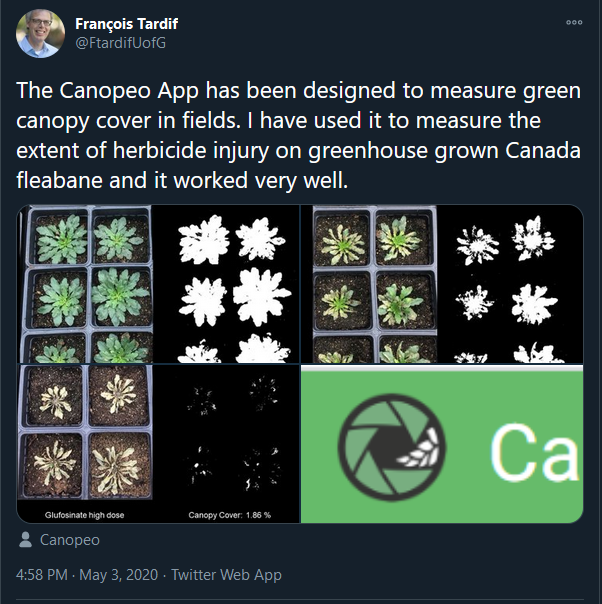 François Tardif
@FtardifUofG
The Canopeo App has been designed to measure green
canopy cover in fields. I have used it to measure the
extent of herbicide injury on greenhouse grown Canada
fleabane and it worked very well.
Glufosinate high dose
Canopy Cover: 1.86 %
Ca
Canopeo
4:58 PM · May 3, 2020 · Twitter Web App